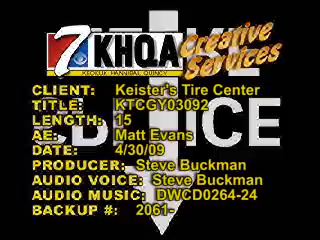 7 KHQA
KEOKUK HANNIBAL QUINCY
Creative
Services
CLIENT: Keister's Tire Center
TITLE: KTCGY03092
LENGTH: 15
AE: Matt Evans
DATE: 4/30/09
PRODUCER: Steve Buckman
AUDIO VOICE: Steve Buckman
AUDIO MUSIC: DWCD0264-24
BACKUP #: 2061-